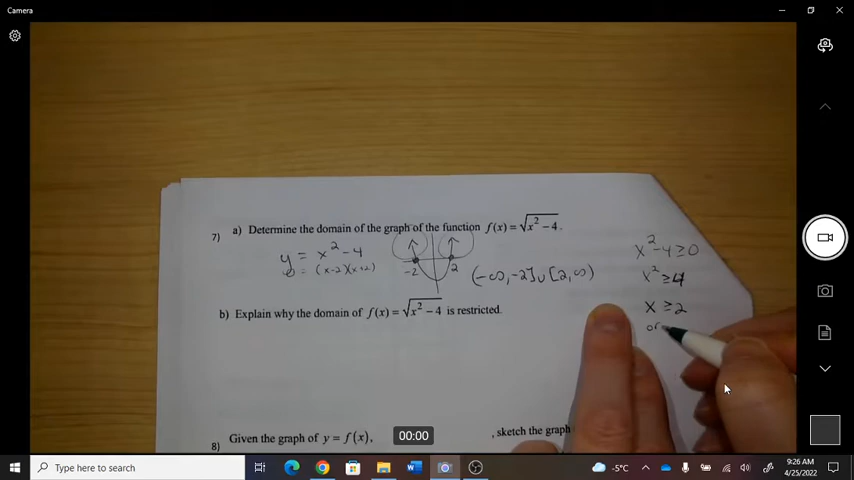 Camera
7) a) Determine the domain of the graph of the function f(x) = √x² - 4.
y = x² - 4
0 = (x-2)(x+2)
-2 2
(-∞, -2] ∪ [2, ∞)
x² - 4 ≥ 0
x² ≥ 4
x ≥ 2
or
b) Explain why the domain of f(x) = √x² - 4 is restricted.
8) Given the graph of y = f(x), , sketch the graph
00:00
Type here to search
-5°C
9:26 AM
4/25/2022